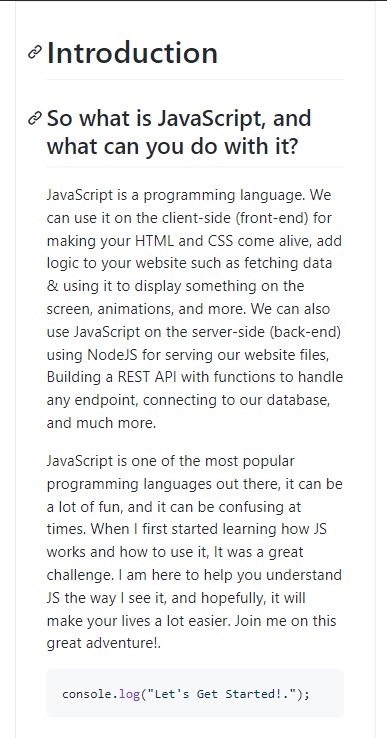 Introduction
So what is JavaScript, and
what can you do with it?
JavaScript is a programming language. We
can use it on the client-side (front-end) for
making your HTML and CSS come alive, add
logic to your website such as fetching data
& using it to display something on the
screen, animations, and more. We can also
use JavaScript on the server-side (back-end)
using NodeJS for serving our website files,
Building a REST API with functions to handle
any endpoint, connecting to our database,
and much more.
JavaScript is one of the most popular
programming languages out there, it can be
a lot of fun, and it can be confusing at
times. When I first started learning how JS
works and how to use it, It was a great
challenge. I am here to help you understand
JS the way I see it, and hopefully, it will
make your lives a lot easier. Join me on this
great adventure!.
console.log("Let's Get Started!.");